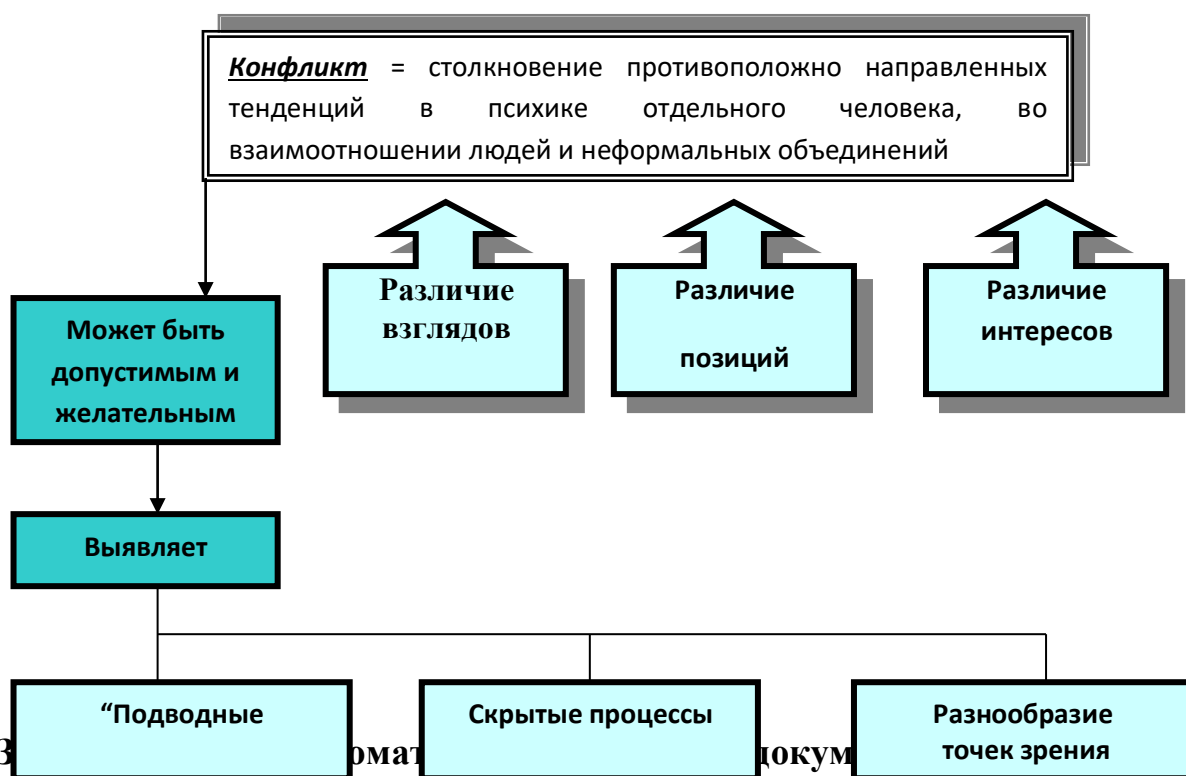 Конфликт = столкновение противоположно направленных
тенденций в психике отдельного человека, во
взаимоотношении людей и неформальных объединений
Различие
взглядов
Различие
позиций
Различие
интересов
Может быть
допустимым и
желательным
Выявляет
“Подводные
Скрытые процессы
Разнообразие
точек зрения